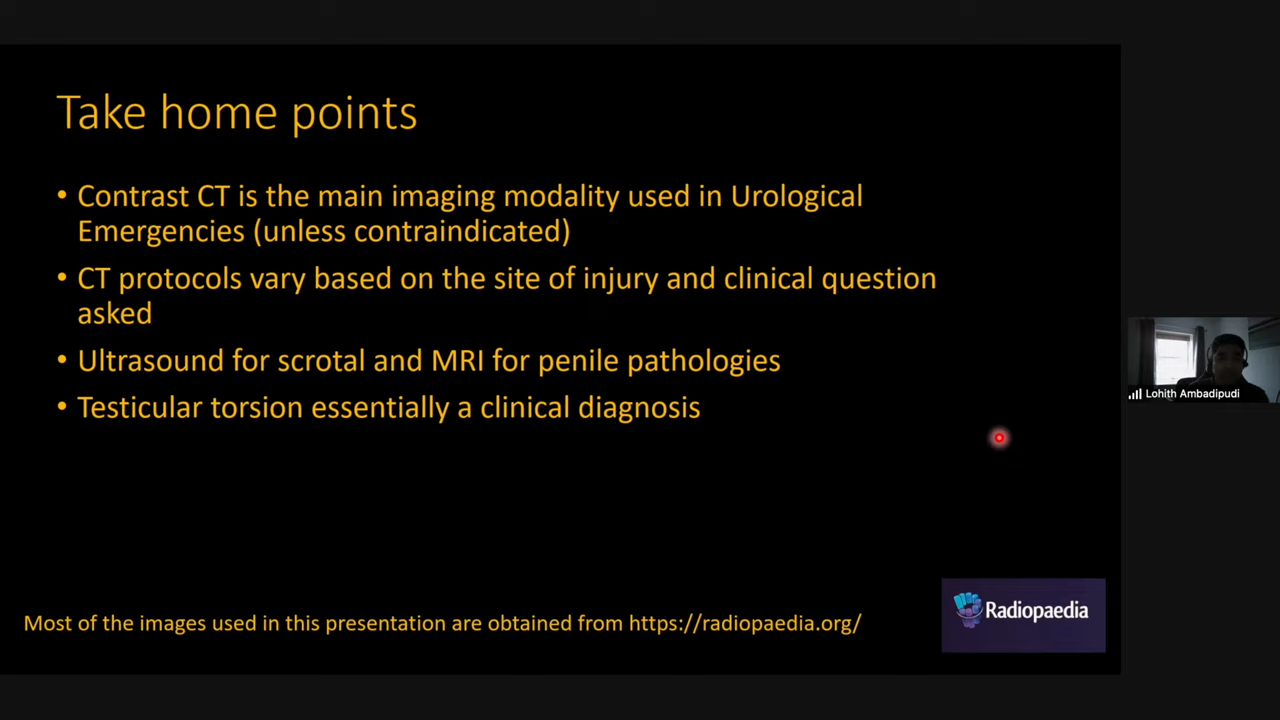 Take home points
• Contrast CT is the main imaging modality used in Urological
Emergencies (unless contraindicated)
• CT protocols vary based on the site of injury and clinical question
asked
• Ultrasound for scrotal and MRI for penile pathologies
• Testicular torsion essentially a clinical diagnosis
Lohith Ambadipudi
Most of the images used in this presentation are obtained from https://radiopaedia.org/
Radiopaedia